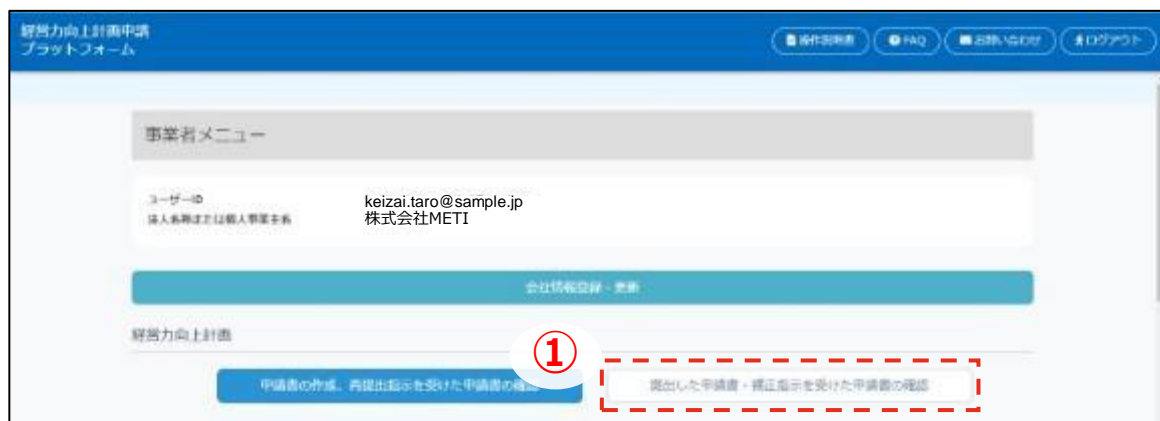 経営力向上計画申請
プラットフォーム
操作説明書
FAQ
お問い合わせ
ログアウト
事業者メニュー
ユーザーID
keizai.taro@sample.jp
法人名称または個人事業主名
株式会社METI
会社情報登録・更新
経営力向上計画
①
申請書の作成、再提出指示を受けた申請書の確認
提出した申請書・補正指示を受けた申請書の確認